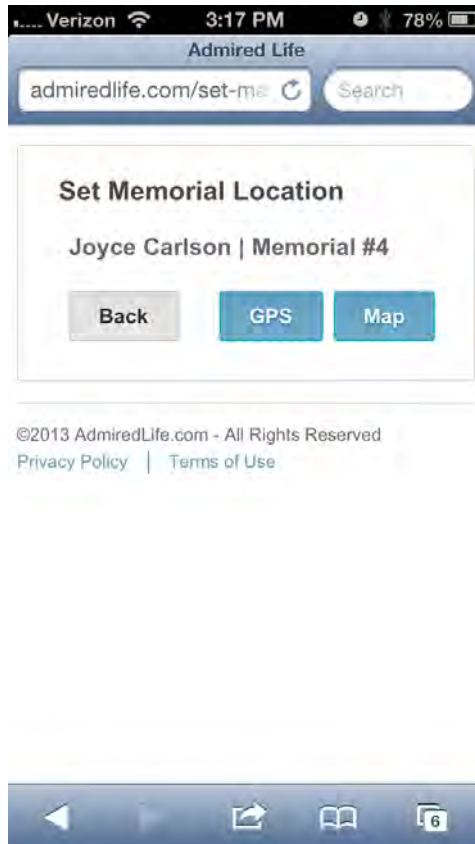 Verizon 3:17 PM 78%
Admired Life
admiredlife.com/set-ma Search
Set Memorial Location
Joyce Carlson | Memorial #4
Back GPS Map
©2013 AdmiredLife.com - All Rights Reserved
Privacy Policy | Terms of Use
6